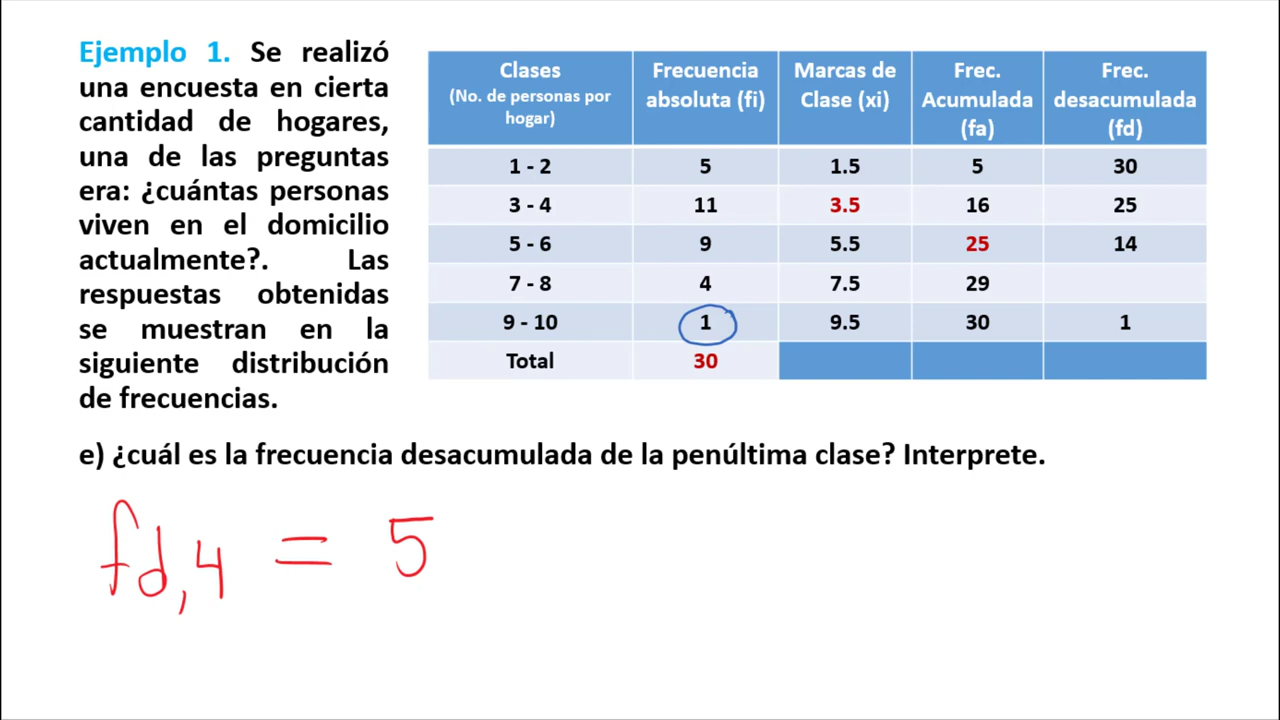 Ejemplo 1. Se realizó
una encuesta en cierta
cantidad de hogares,
una de las preguntas
era: ¿cuántas personas
viven en el domicilio
actualmente?. Las
respuestas obtenidas
se muestran en la
siguiente distribución
de frecuencias.
Clases (No. de personas por hogar) Frecuencia absoluta (fi) Marcas de Clase (xi) Frec. Acumulada (fa) Frec. desacumulada (fd)
1 - 2 5 1.5 5 30
3 - 4 11 3.5 16 25
5 - 6 9 5.5 25 14
7 - 8 4 7.5 29
9 - 10 1 9.5 30 1
Total 30
e) ¿cuál es la frecuencia desacumulada de la penúltima clase? Interprete.
fd,4 = 5